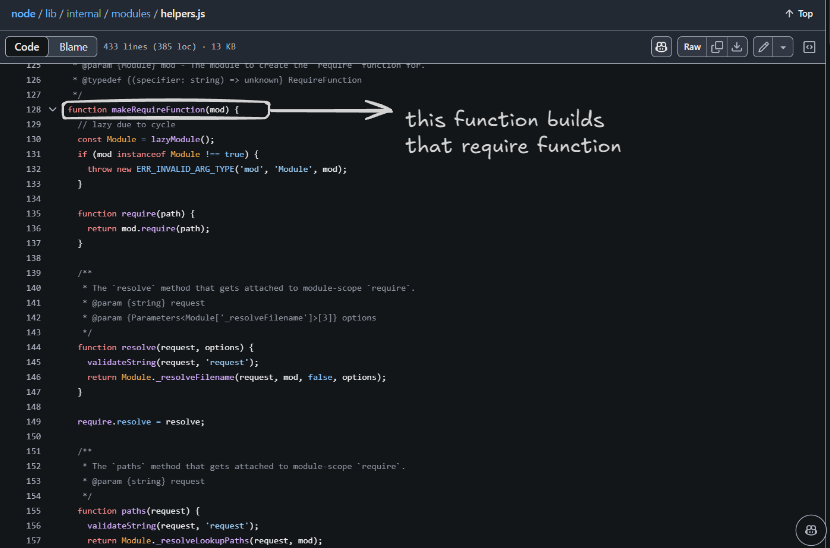 node / lib / internal / modules / helpers.js
Top
Code Blame 433 lines (385 loc) · 13 KB Raw
125 * @param {Module} mod - The module to create the `require` function for.
126 * @typedef {(specifier: string) => unknown} RequireFunction
127 */
128 function makeRequireFunction(mod) {
this function builds
that require function
129 // lazy due to cycle
130 const Module = lazyModule();
131 if (mod instanceof Module !== true) {
132 throw new ERR_INVALID_ARG_TYPE('mod', 'Module', mod);
133 }
134
135 function require(path) {
136 return mod.require(path);
137 }
138
139 /**
140 * The `resolve` method that gets attached to module-scope `require`.
141 * @param {string} request
142 * @param {Parameters<Module['_resolveFilename']>[3]} options
143 */
144 function resolve(request, options) {
145 validateString(request, 'request');
146 return Module._resolveFilename(request, mod, false, options);
147 }
148
149 require.resolve = resolve;
150
151 /**
152 * The `paths` method that gets attached to module-scope `require`.
153 * @param {string} request
154 */
155 function paths(request) {
156 validateString(request, 'request');
157 return Module._resolveLookupPaths(request, mod);